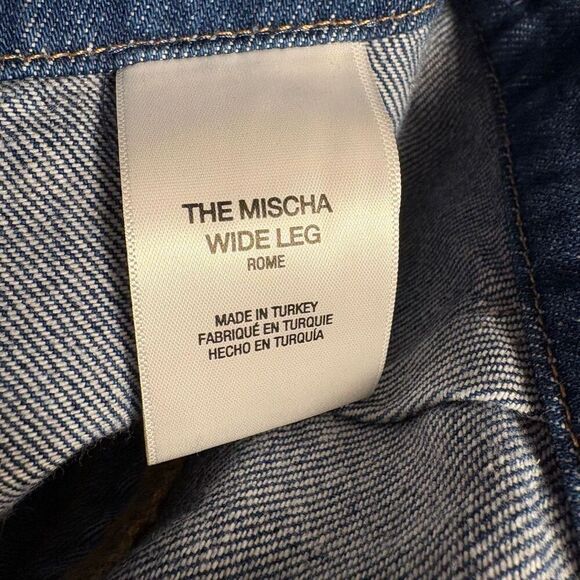 THE MISCHA
WIDE LEG
ROME
MADE IN TURKEY
FABRIQUÉ EN TURQUIE
HECHO EN TURQUÍA